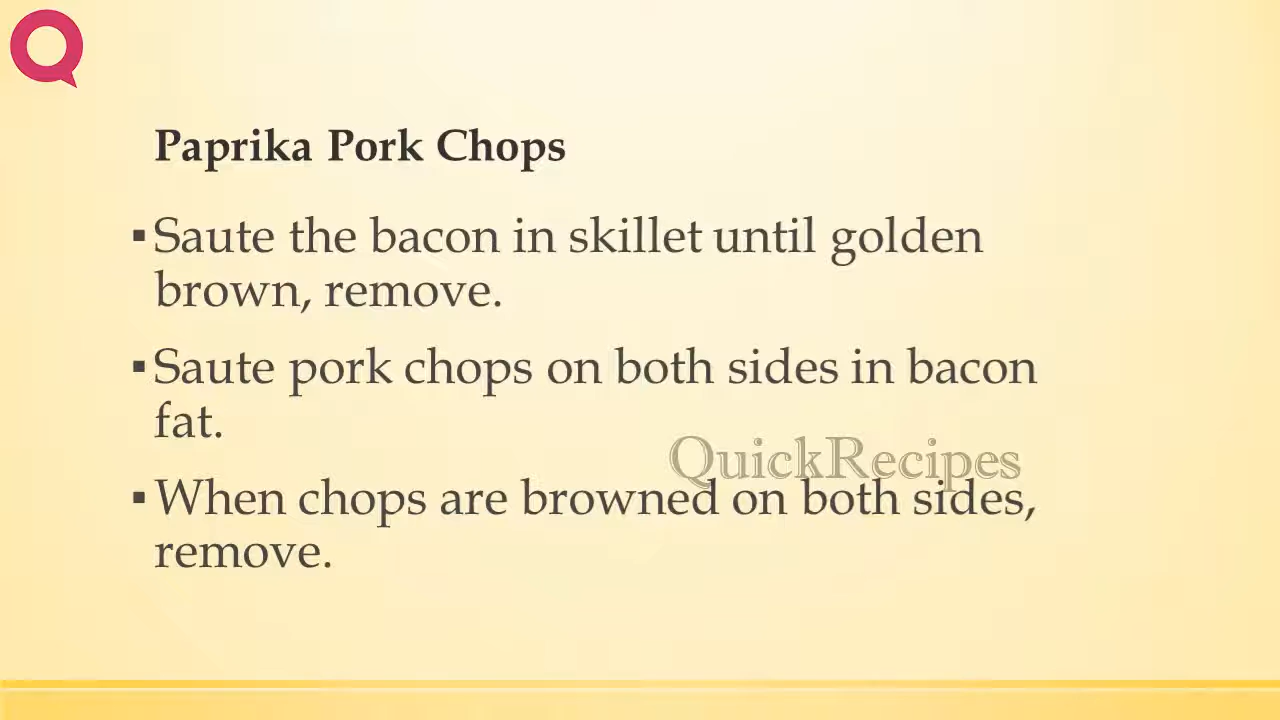 Paprika Pork Chops
▪Saute the bacon in skillet until golden
brown, remove.
▪Saute pork chops on both sides in bacon
fat.
QuickRecipes
▪When chops are browned on both sides,
remove.